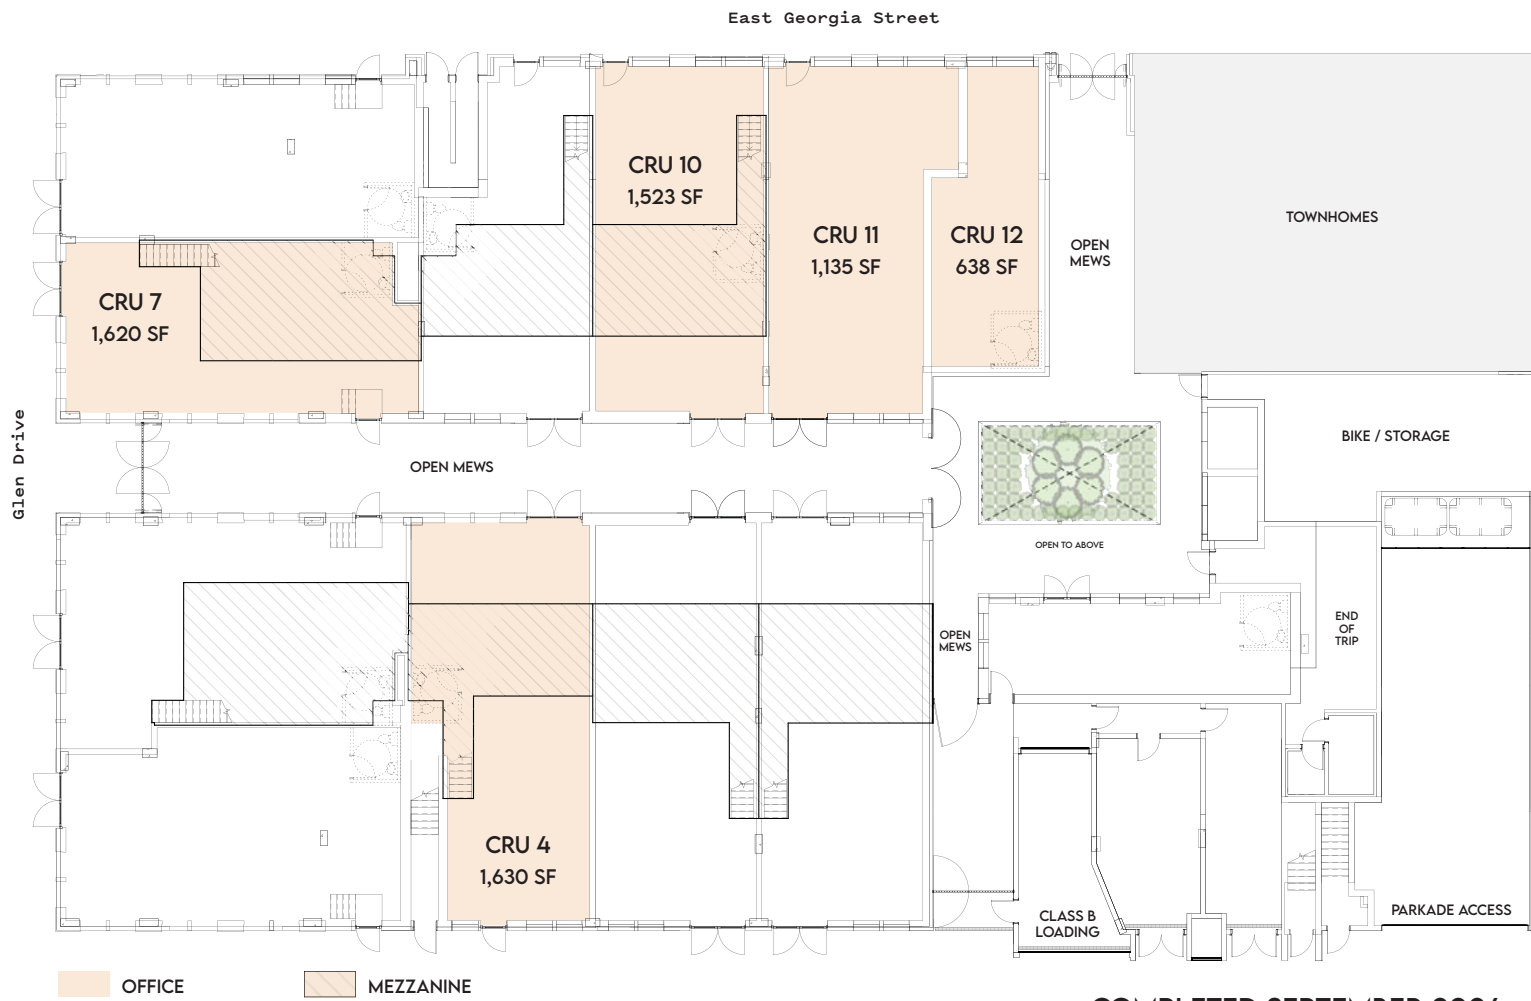 East Georgia Street
CRU 10
1,523 SF
CRU 11
1,135 SF
CRU 12
638 SF
OPEN
MEWS
TOWNHOMES
CRU 7
1,620 SF
Glen Drive
OPEN MEWS
BIKE / STORAGE
OPEN TO ABOVE
OPEN
MEWS
END
OF
TRIP
CRU 4
1,630 SF
CLASS B
LOADING
PARKADE ACCESS
OFFICE
MEZZANINE
COMPLETED SEPTEMBER